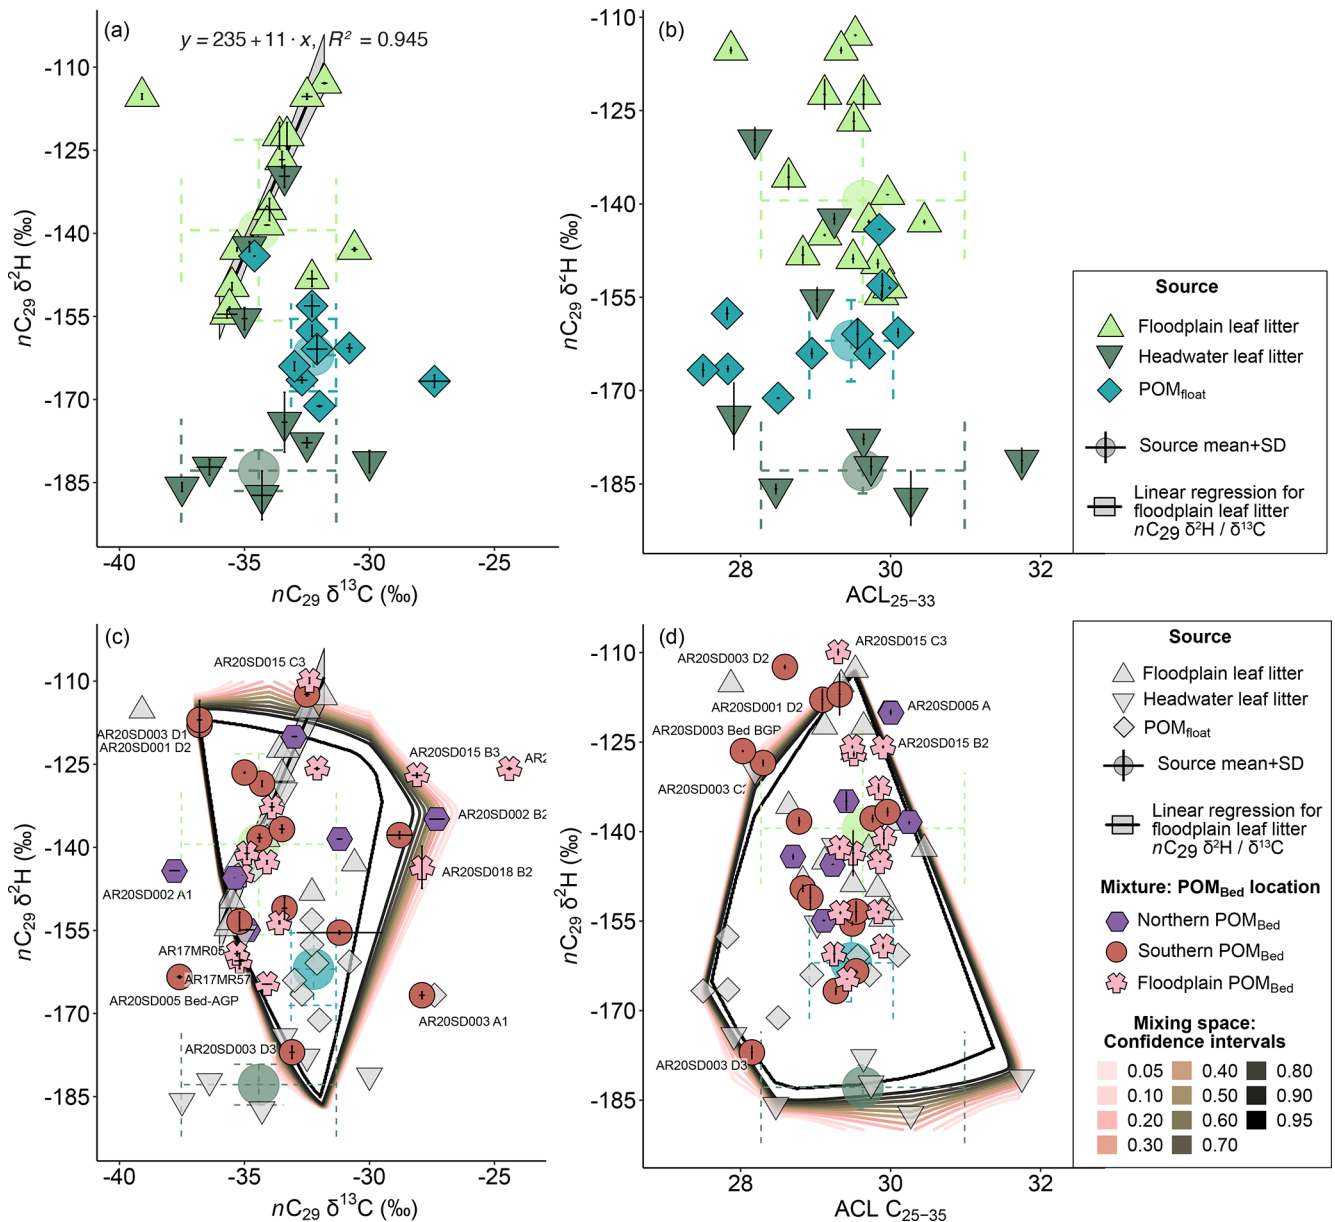 (a)
y = 235 + 11 · x, R² = 0.945
-110
-125
-140
-155
-170
-185
nC29 δ²H (‰)
-40
-35
-30
-25
nC29 δ¹³C (‰)
(b)
-110
-125
-140
-155
-170
-185
nC29 δ²H (‰)
28
30
32
ACL25−33
Source
Floodplain leaf litter
Headwater leaf litter
POMfloat
Source mean+SD
Linear regression for
floodplain leaf litter
nC29 δ²H / δ¹³C
(c)
AR20SD015 C3
AR20SD003 D1
AR20SD001 D2
AR20SD015 B3
AR20SD002 B2
AR20SD018 B2
AR20SD002 A1
AR17MR05
AR17MR57
AR20SD005 Bed-AGP
AR20SD003 A1
AR20SD003 D3
-110
-125
-140
-155
-170
-185
nC29 δ²H (‰)
-40
-35
-30
-25
nC29 δ¹³C (‰)
(d)
AR20SD015 C3
AR20SD003 D2
AR20SD001 D2
AR20SD005 A
AR20SD003 Bed BGP
AR20SD015 B2
AR20SD003 C2
AR20SD003 D3
-110
-125
-140
-155
-170
-185
nC29 δ²H (‰)
28
30
32
ACL C25−35
Source
Floodplain leaf litter
Headwater leaf litter
POMfloat
Source mean+SD
Linear regression for
floodplain leaf litter
nC29 δ²H / δ¹³C
Mixture: POMBed location
Northern POMBed
Southern POMBed
Floodplain POMBed
Mixing space:
Confidence intervals
0.05 0.40 0.80
0.10 0.50 0.90
0.20 0.60 0.95
0.30 0.70